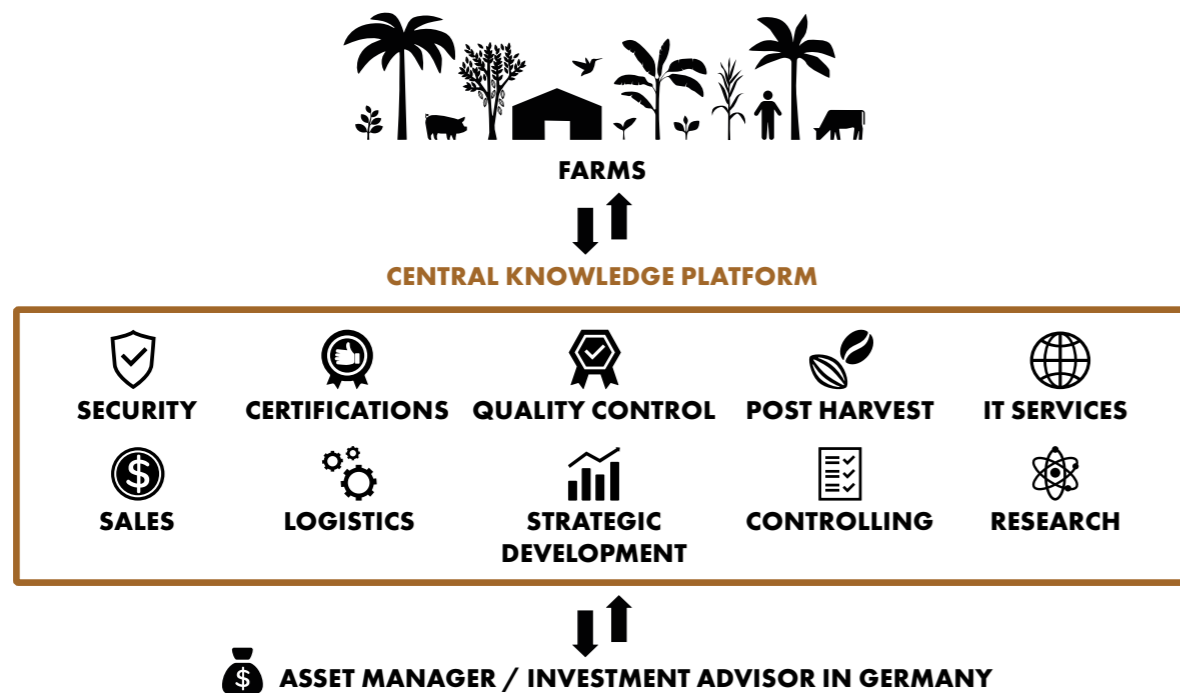 FARMS
CENTRAL KNOWLEDGE PLATFORM
SECURITY CERTIFICATIONS QUALITY CONTROL POST HARVEST IT SERVICES
$
SALES LOGISTICS STRATEGIC DEVELOPMENT CONTROLLING RESEARCH
$ ASSET MANAGER / INVESTMENT ADVISOR IN GERMANY